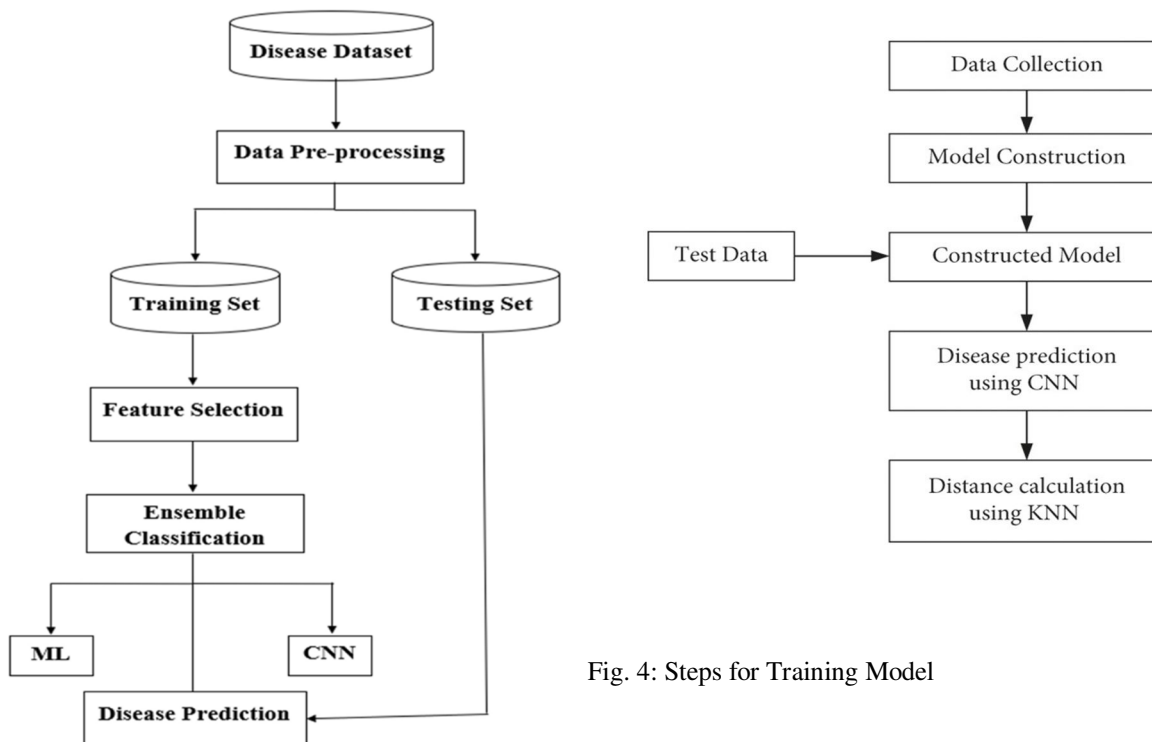 Disease Dataset
Data Pre-processing
Training Set
Testing Set
Feature Selection
Ensemble
Classification
ML
CNN
Disease Prediction
Data Collection
Model Construction
Test Data
Constructed Model
Disease prediction
using CNN
Distance calculation
using KNN
Fig. 4: Steps for Training Model